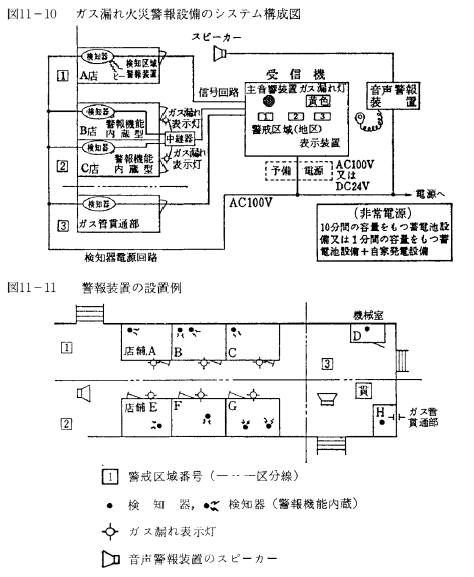 図11－10　ガス漏れ火災警報設備のシステム構成図
スピーカー
検知器
検知区域
警報装置
ビー
1
A店
信号回路
受信機
主音響装置 ガス漏れ灯
黄色
1 2 3
警戒区域(地区)
表示装置
音声警報
装置
検知器
警報機能
内蔵型
B店
ガス漏れ
表示灯
中継器
検知器
警報機能
内蔵型
2
C店
ガス漏れ
表示灯
予備 電源
AC100V
又は
DC24V
検知器
3
ガス管貫通部
AC100V
電源へ
検知器電源回路
(非常電源)
10分間の容量をもつ蓄電池設
備又は1分間の容量をもつ蓄
電池設備＋自家発電設備
図11－11　警報装置の設置例
機械室
1
店舗A
B
C
D
3
2
店舗E
F
G
貫
H
ガス管
貫通部
1 警戒区域番号 (—·—·—区分線)
検知器, 検知器 (警報機能内蔵)
ガス漏れ表示灯
音声警報装置のスピーカー